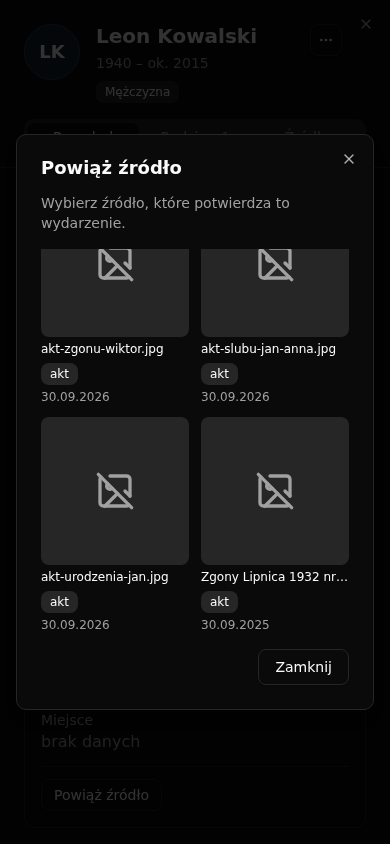 LK
Leon Kowalski
1940 – ok. 2015
Mężczyzna
Powiąż źródło
Wybierz źródło, które potwierdza to
wydarzenie.
akt-zgonu-wiktor.jpg
akt-slubu-jan-anna.jpg
akt
akt
30.09.2026
30.09.2026
akt-urodzenia-jan.jpg
Zgony Lipnica 1932 nr…
akt
akt
30.09.2026
30.09.2025
Zamknij
Miejsce
brak danych
Powiąż źródło